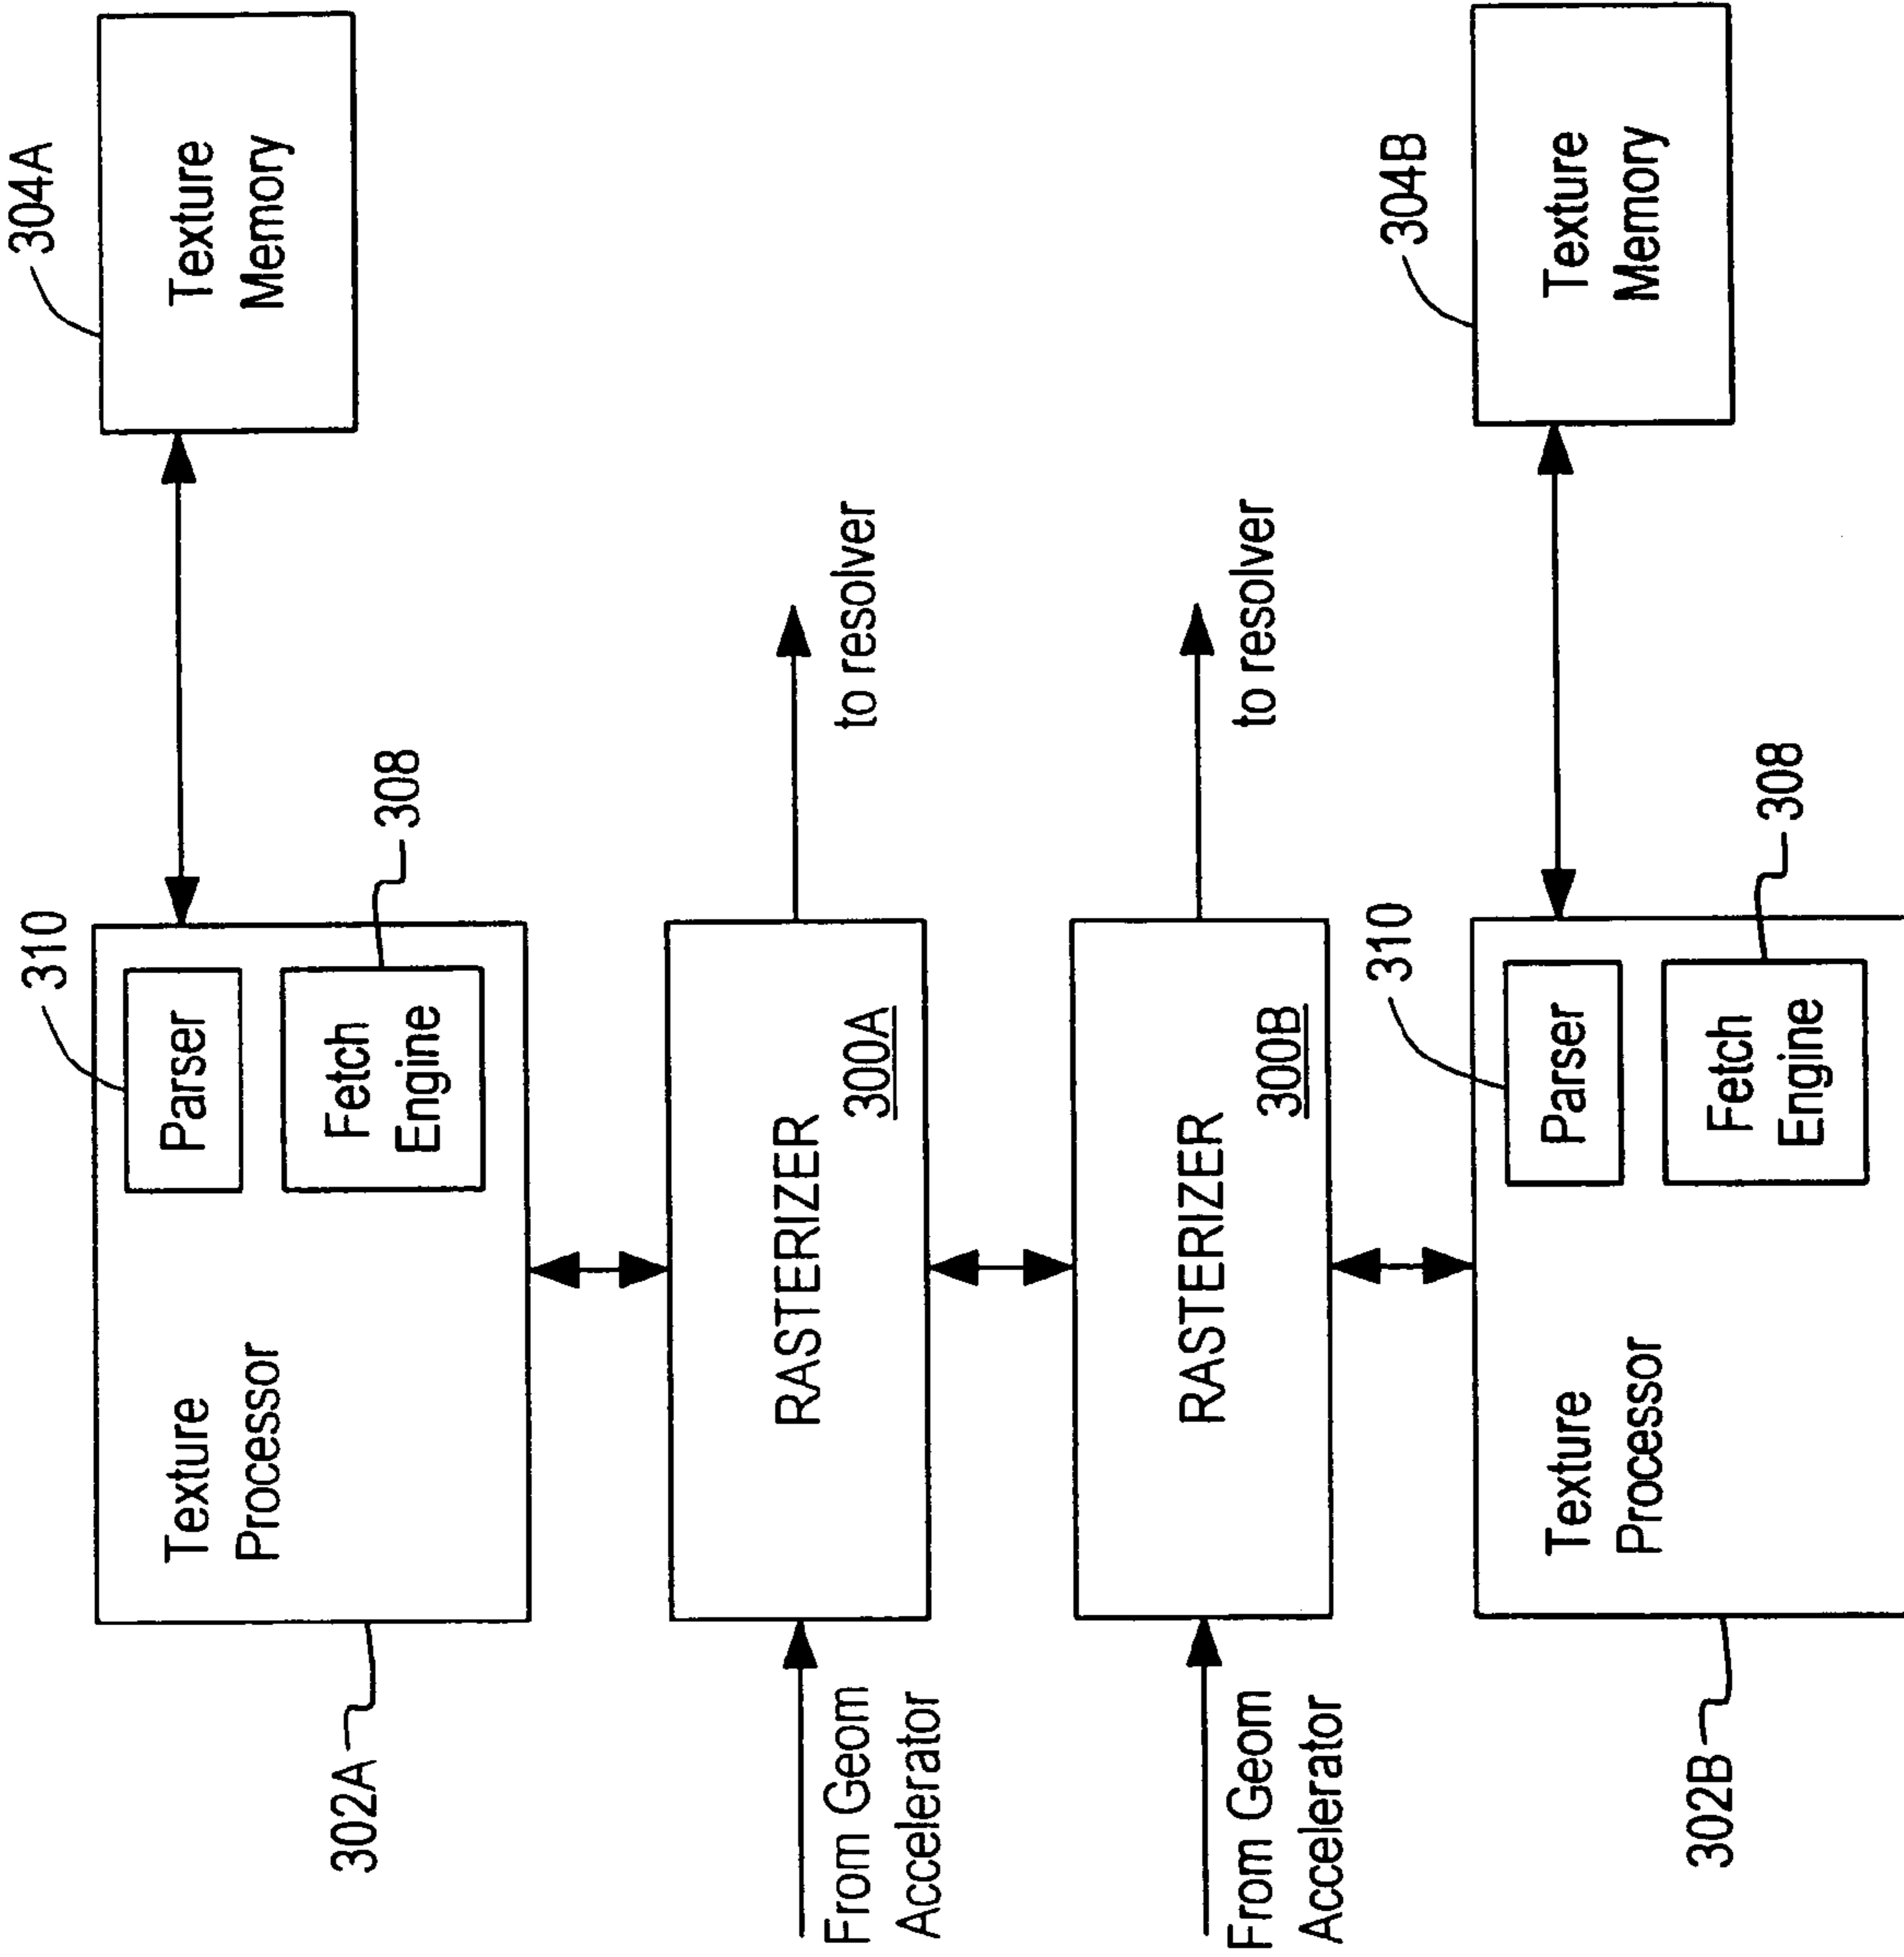 310
304A
Texture
Processor
Parser
Fetch
Engine
Texture
Memory
302A
308
RASTERIZER
300A
From Geom
Accelerator
to resolver
RASTERIZER
300B
From Geom
Accelerator
to resolver
310
304B
Texture
Processor
Parser
Fetch
Engine
Texture
Memory
302B
308